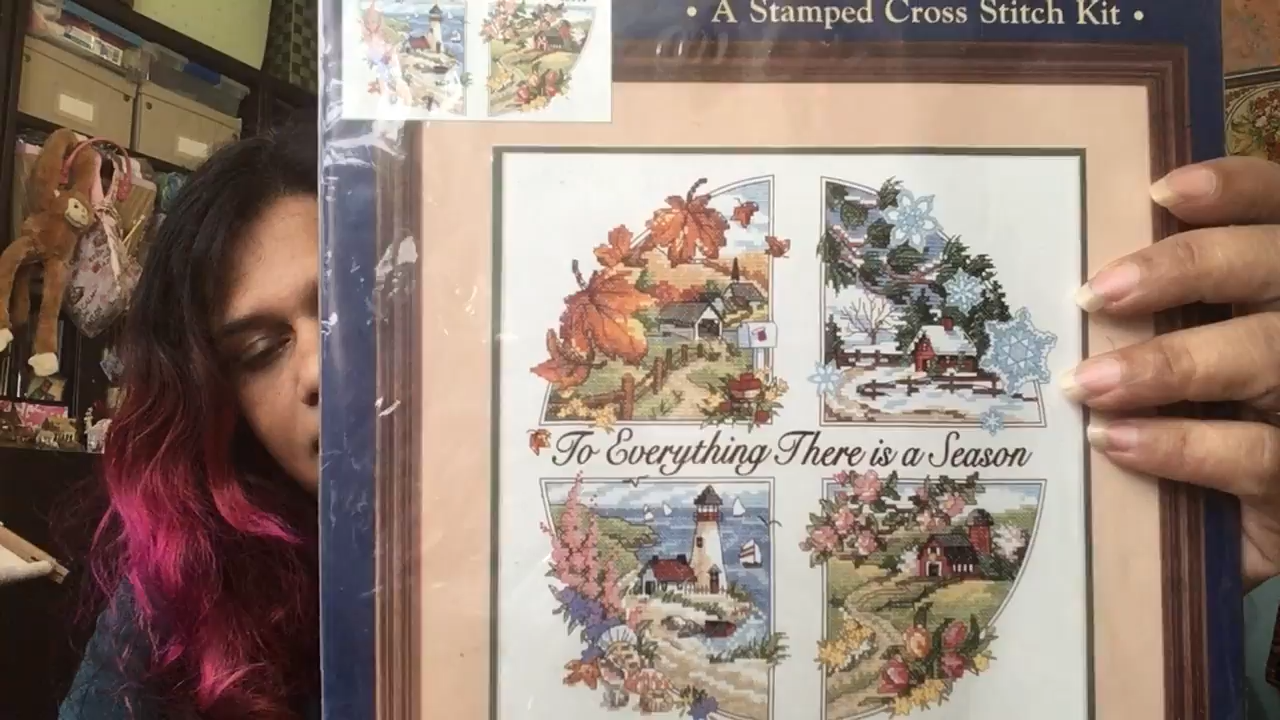 • A Stamped Cross Stitch Kit •
To Everything There is a Season